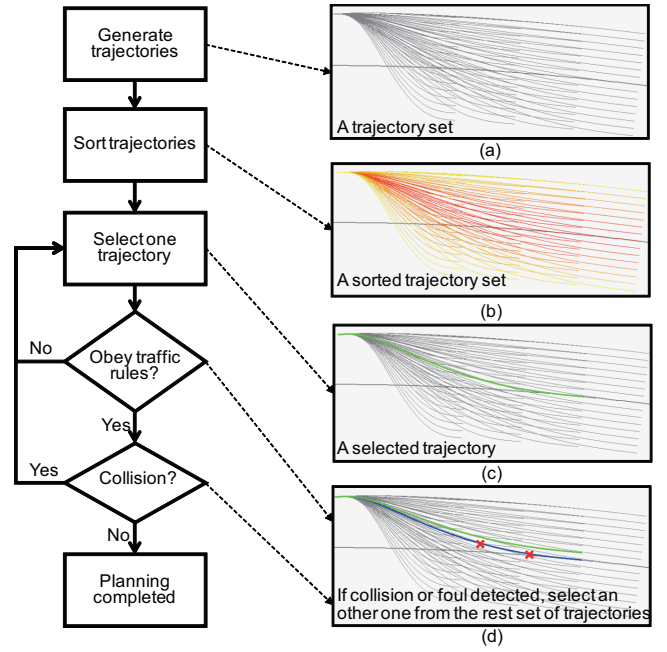 Generate
trajectories
Sort trajectories
Select one
trajectory
No
Obey traffic
rules?
Yes
Yes
Collision?
No
Planning
completed
A trajectory set
(a)
A sorted trajectory set
(b)
A selected trajectory
(c)
If collision or foul detected, select an
other one from the rest set of trajectories
(d)